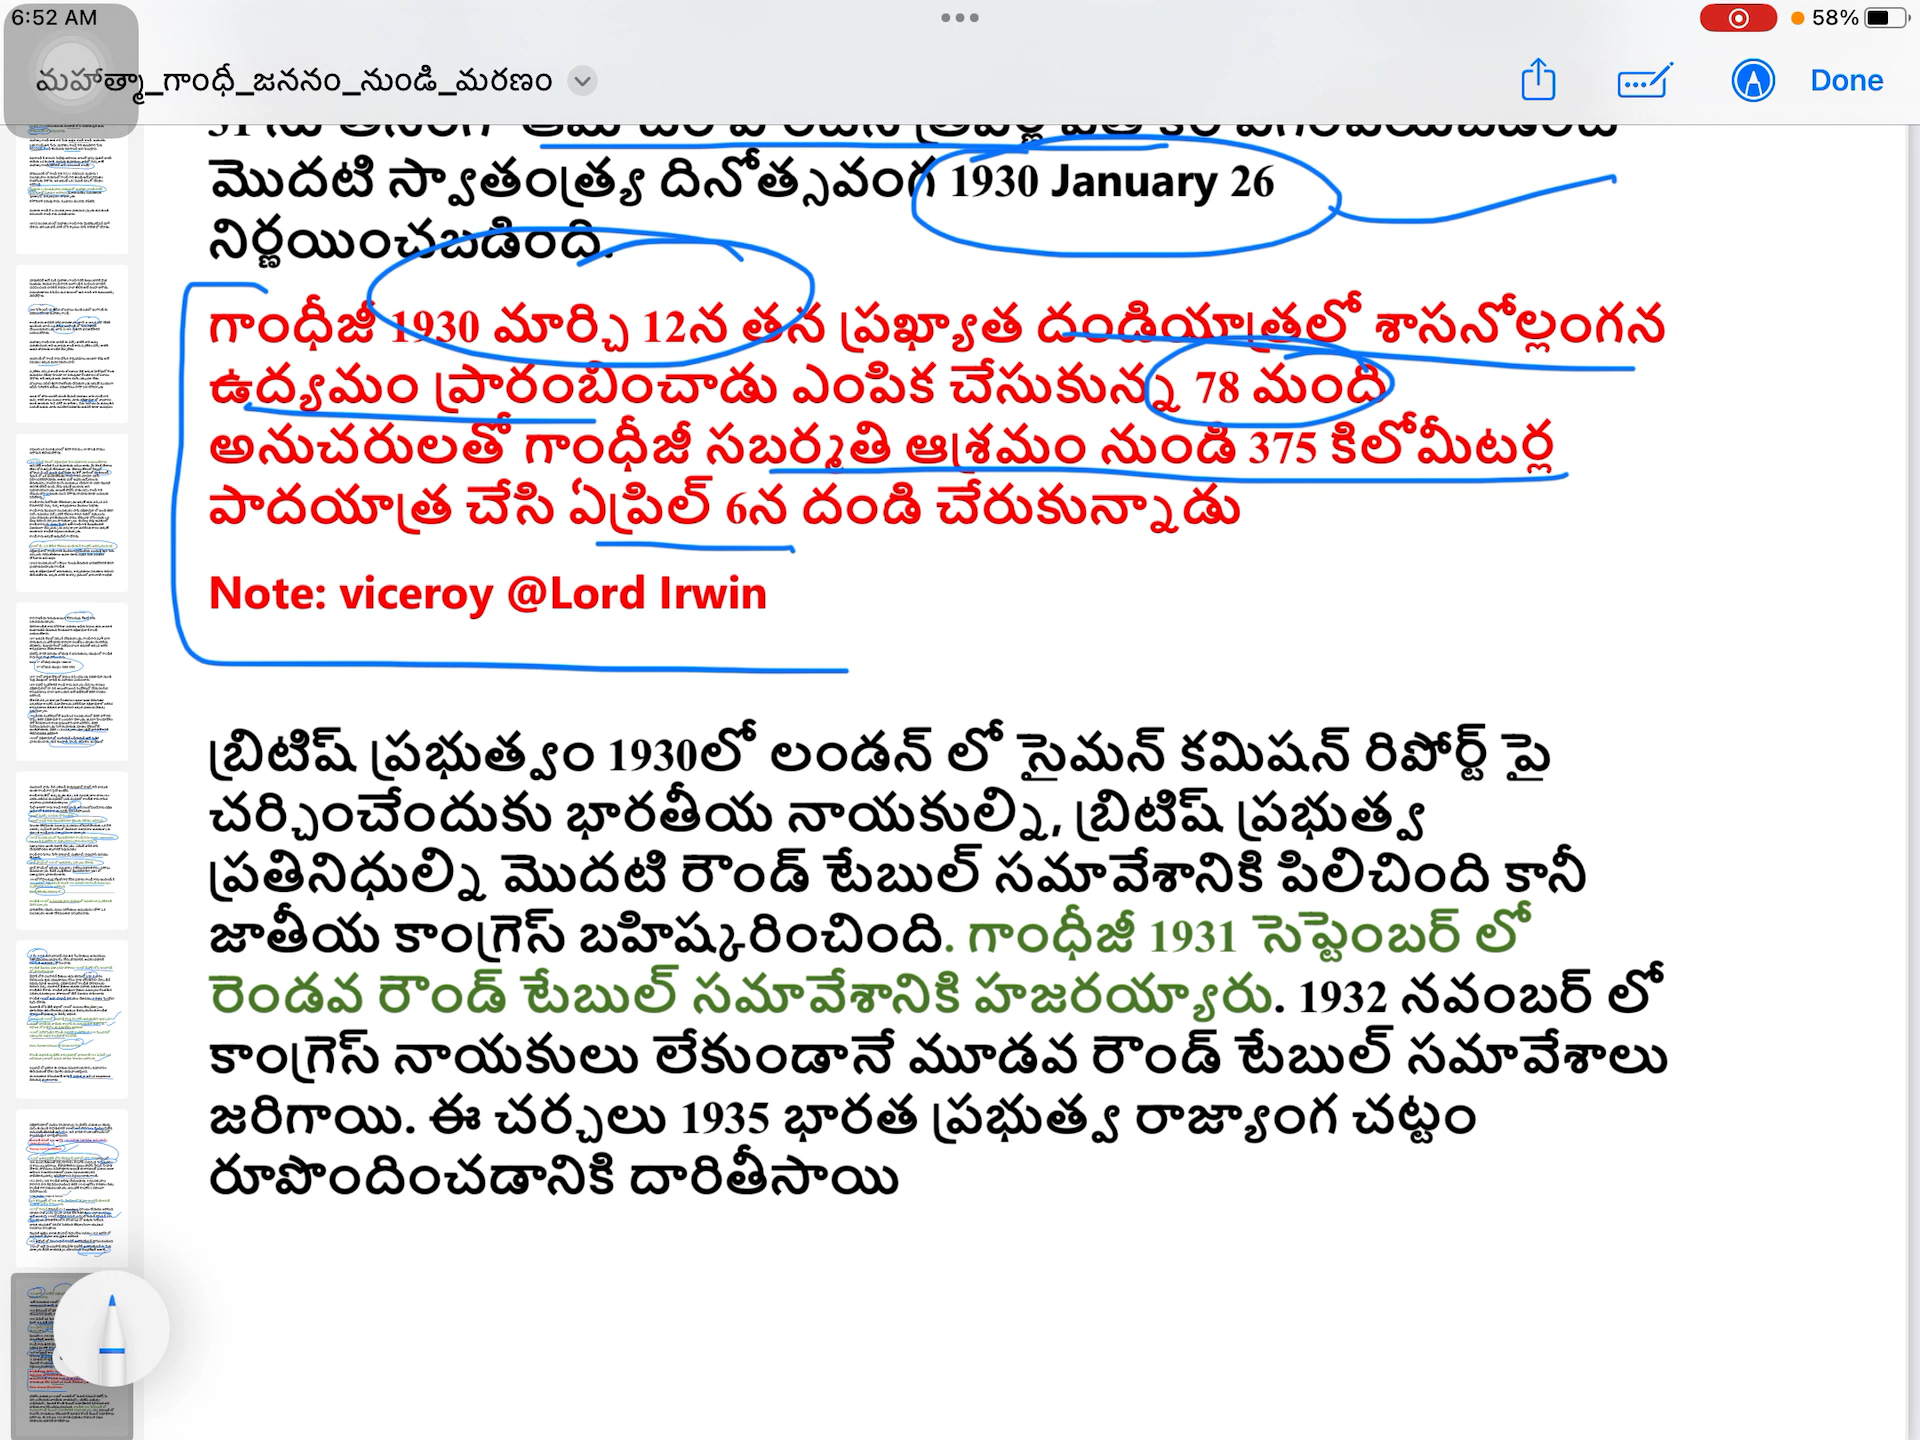 6:52 AM
58%
మహాత్మా_గాంధీ_జననం_నుండి_మరణం
Done
మొదటి స్వాతంత్ర్య దినోత్సవంగ 1930 January 26
నిర్ణయించబడింది.
గాంధీజీ 1930 మార్చి 12న తన ప్రఖ్యాత దండియాత్రలో శాసనోల్లంగన
ఉద్యమం ప్రారంభించాడు ఎంపిక చేసుకున్న 78 మంది
అనుచరులతో గాంధీజీ సబర్మతి ఆశ్రమం నుండి 375 కిలోమీటర్ల
పాదయాత్ర చేసి ఏప్రిల్ 6న దండి చేరుకున్నాడు
Note: viceroy @Lord Irwin
బ్రిటిష్ ప్రభుత్వం 1930లో లండన్ లో సైమన్ కమిషన్ రిపోర్ట్ పై
చర్చించేందుకు భారతీయ నాయకుల్ని, బ్రిటిష్ ప్రభుత్వ
ప్రతినిధుల్ని మొదటి రౌండ్ టేబుల్ సమావేశానికి పిలిచింది కానీ
జాతీయ కాంగ్రెస్ బహిష్కరించింది. గాంధీజీ 1931 సెప్టెంబర్ లో
రెండవ రౌండ్ టేబుల్ సమావేశానికి హజరయ్యారు. 1932 నవంబర్ లో
కాంగ్రెస్ నాయకులు లేకుండానే మూడవ రౌండ్ టేబుల్ సమావేశాలు
జరిగాయి. ఈ చర్చలు 1935 భారత ప్రభుత్వ రాజ్యాంగ చట్టం
రూపొందించడానికి దారితీసాయి